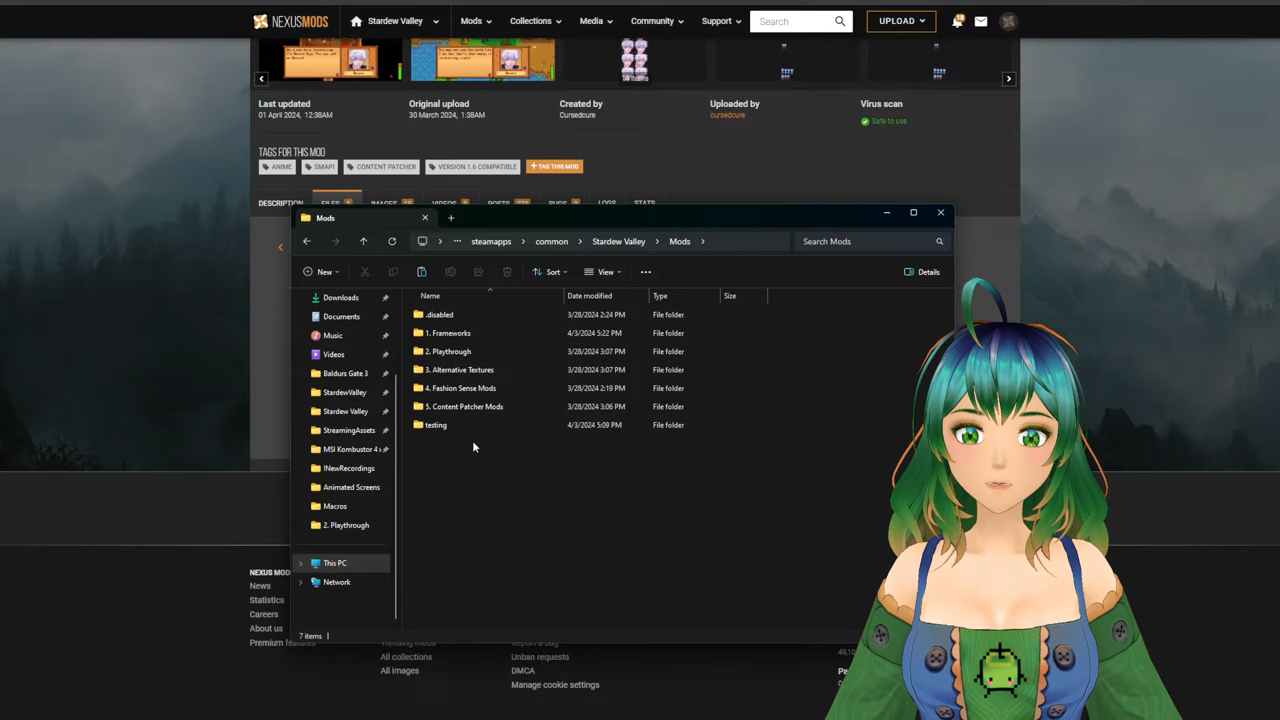 NEXUSMODS Stardew Valley Mods Collections Media Community Support Search UPLOAD
Last updated Original upload Created by Uploaded by Virus scan
01 April 2024, 12:38AM 30 March 2024, 1:38AM Cursedcure cursedcure Safe to use
TAGS FOR THIS MOD
ANIME SMAPI CONTENT PATCHER VERSION 1.6 COMPATIBLE + TAG THIS MOD
DESCRIPTION FILES IMAGES VIDEOS POSTS BUGS LOGS STATS
Mods
steamapps > common > Stardew Valley > Mods > Search Mods
New Sort View ... Details
Name Date modified Type Size
Downloads
Documents
Music
Videos
Baldurs Gate 3
StardewValley
Stardew Valley
StreamingAssets
MSI Kombustor 4
!NewRecordings
Animated Screens
Macros
2. Playthrough
This PC
Network
.disabled 3/28/2024 2:24 PM File folder
1. Frameworks 4/3/2024 5:22 PM File folder
2. Playthrough 3/28/2024 3:07 PM File folder
3. Alternative Textures 3/28/2024 3:07 PM File folder
4. Fashion Sense Mods 3/28/2024 2:19 PM File folder
5. Content Patcher Mods 3/28/2024 3:06 PM File folder
testing 4/3/2024 5:09 PM File folder
7 items
NEXUS MOD
News
Statistics
Careers
About us
Premium features
Trending mods
All collections
All images
Report a bug
Unban requests
DMCA
Manage cookie settings
49,10